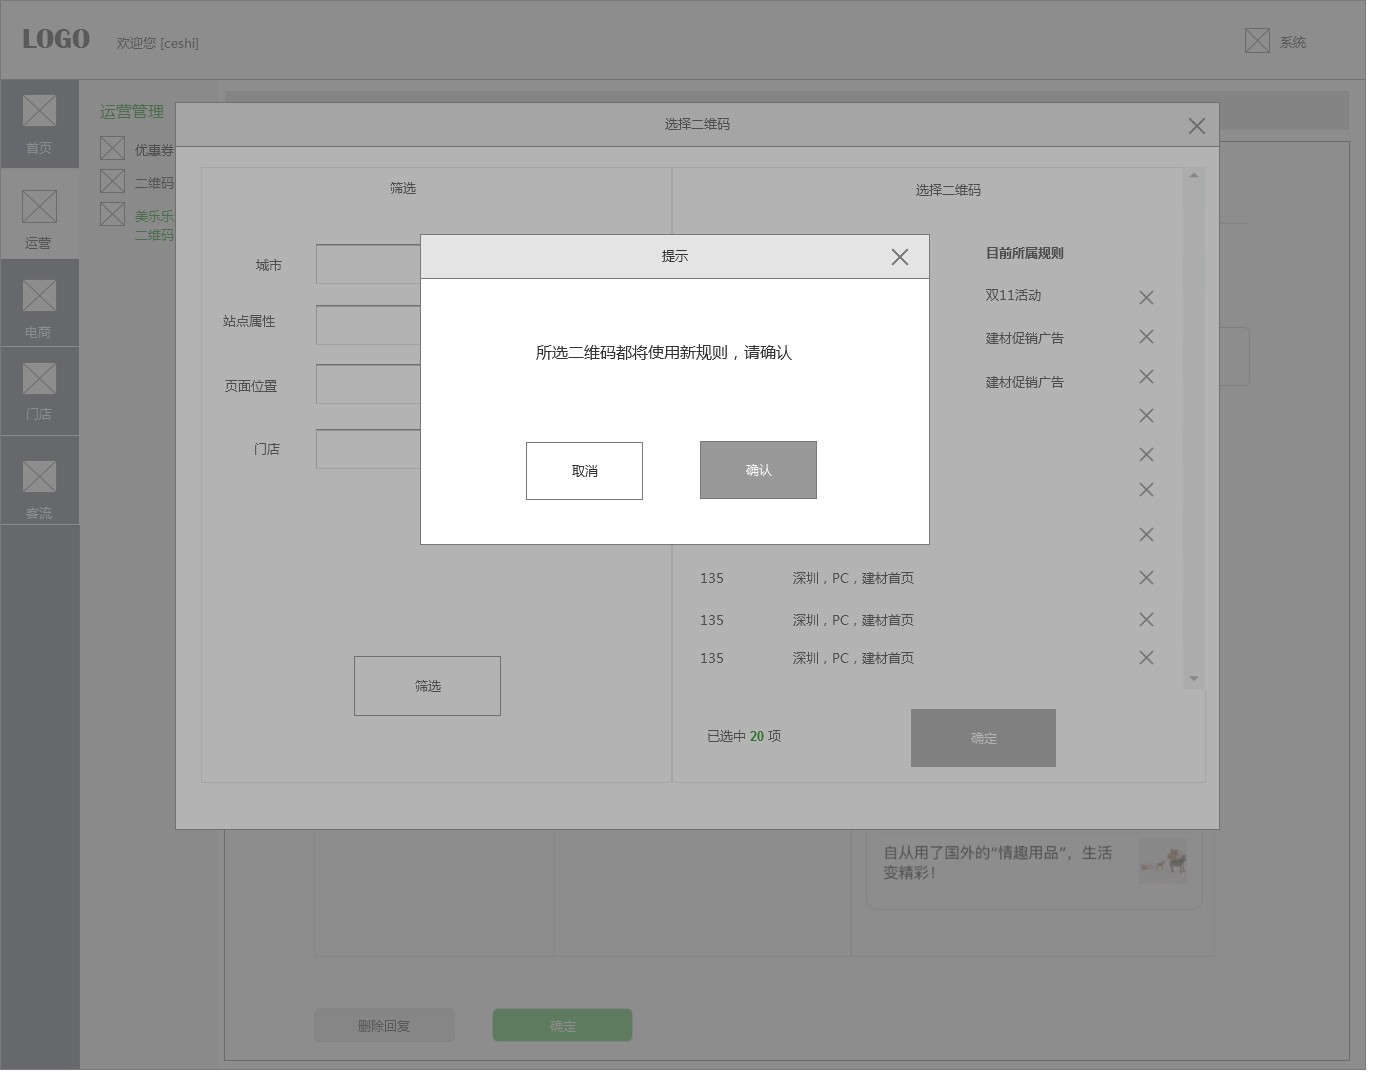 LOGO
欢迎您 [ceshi]
系统
首页
运营
电商
门店
客流
运营管理
优惠券
二维码
美乐乐
二维码
选择二维码
筛选
城市
站点属性
页面位置
门店
筛选
选择二维码
目前所属规则
双11活动
建材促销广告
建材促销广告
135 深圳，PC，建材首页
135 深圳，PC，建材首页
135 深圳，PC，建材首页
已选中 20 项
确定
提示
所选二维码都将使用新规则，请确认
取消
确认
自从用了国外的“情趣用品”，生活
变精彩！
删除回复
确定